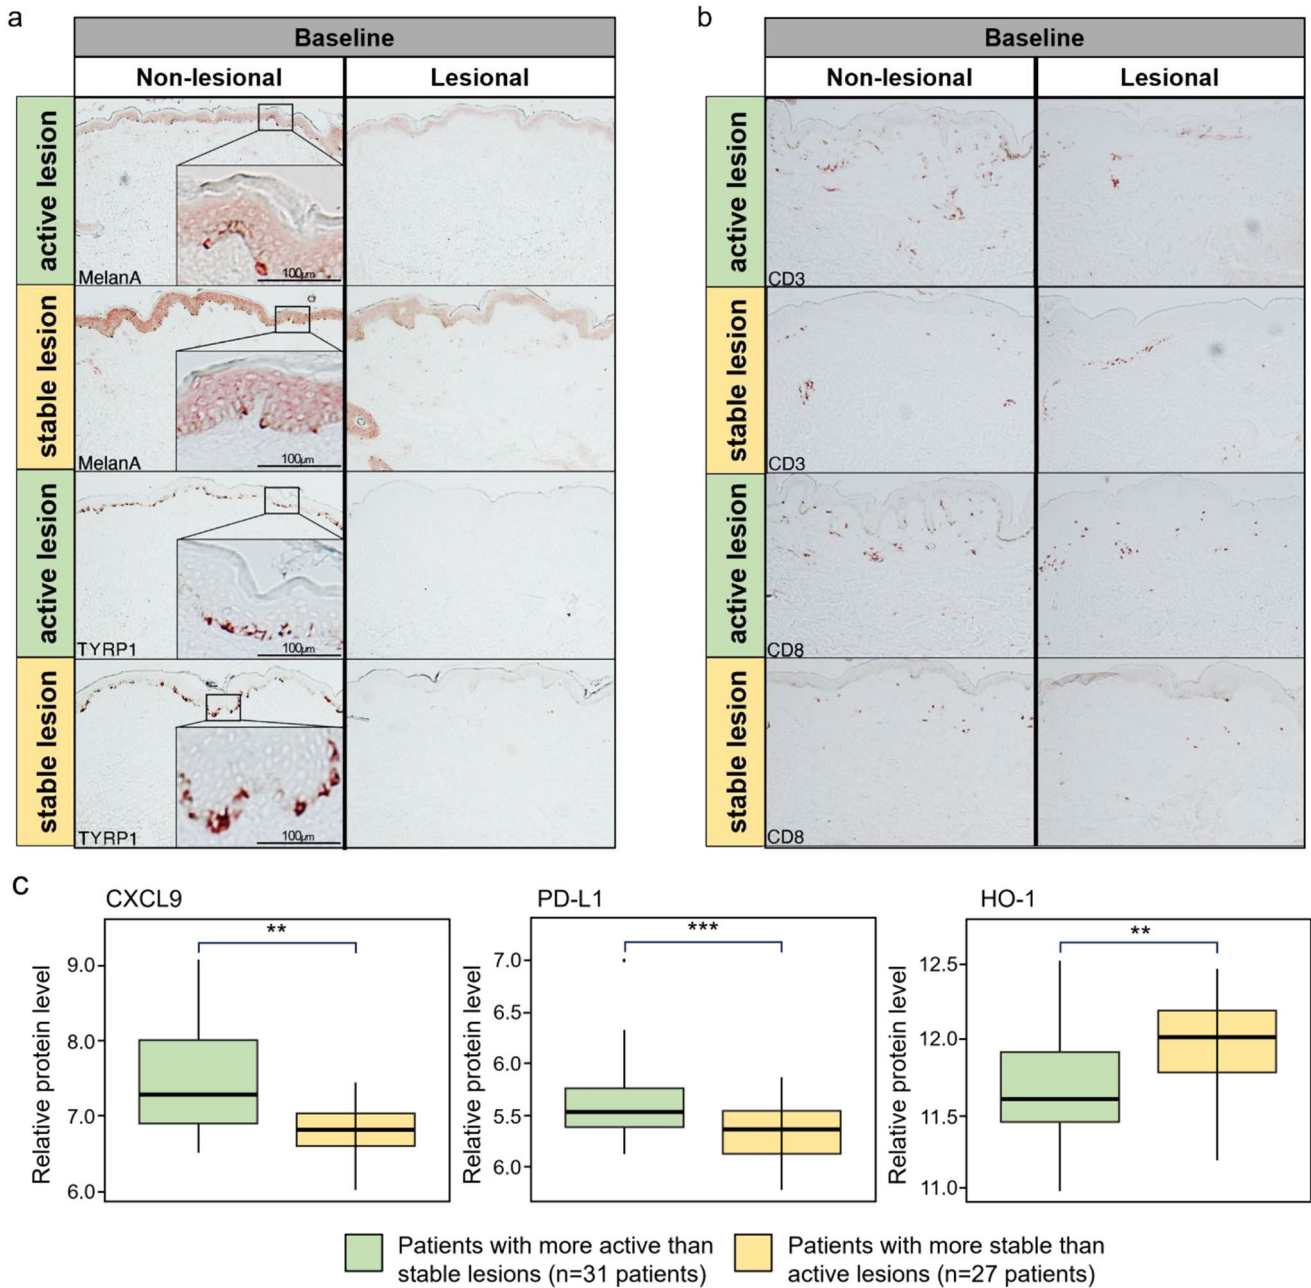 a
Baseline
Non-lesional
Lesional
active lesion
MelanA
100µm
stable lesion
MelanA
100µm
active lesion
TYRP1
100µm
stable lesion
TYRP1
100µm
b
Baseline
Non-lesional
Lesional
active lesion
CD3
stable lesion
CD3
active lesion
CD8
stable lesion
CD8
c
CXCL9
Relative protein level
9.0
8.0
7.0
6.0
**
PD-L1
Relative protein level
7.0
6.5
6.0
5.5
6.0
***
HO-1
Relative protein level
12.5
12.0
11.5
11.0
**
Patients with more active than
stable lesions (n=31 patients)
Patients with more stable than
active lesions (n=27 patients)